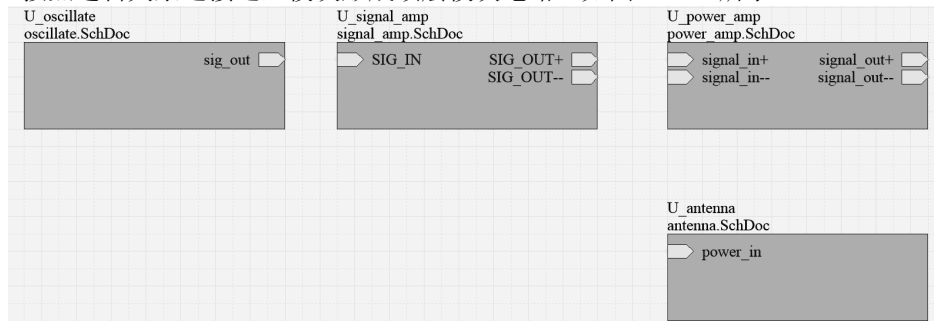 U_oscillate
oscillate.SchDoc
sig_out
U_signal_amp
signal_amp.SchDoc
SIG_IN
SIG_OUT+
SIG_OUT--
U_power_amp
power_amp.SchDoc
signal_in+
signal_in--
signal_out+
signal_out--
U_antenna
antenna.SchDoc
power_in